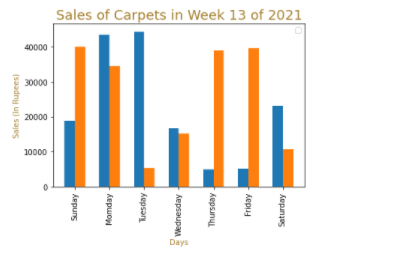 Sales of Carpets in Week 13 of 2021
Sales (In Rupees)
40000
30000
20000
10000
0
Sunday
Momday
Tuesday
Wednesday
Thursday
Friday
Saturday
Days